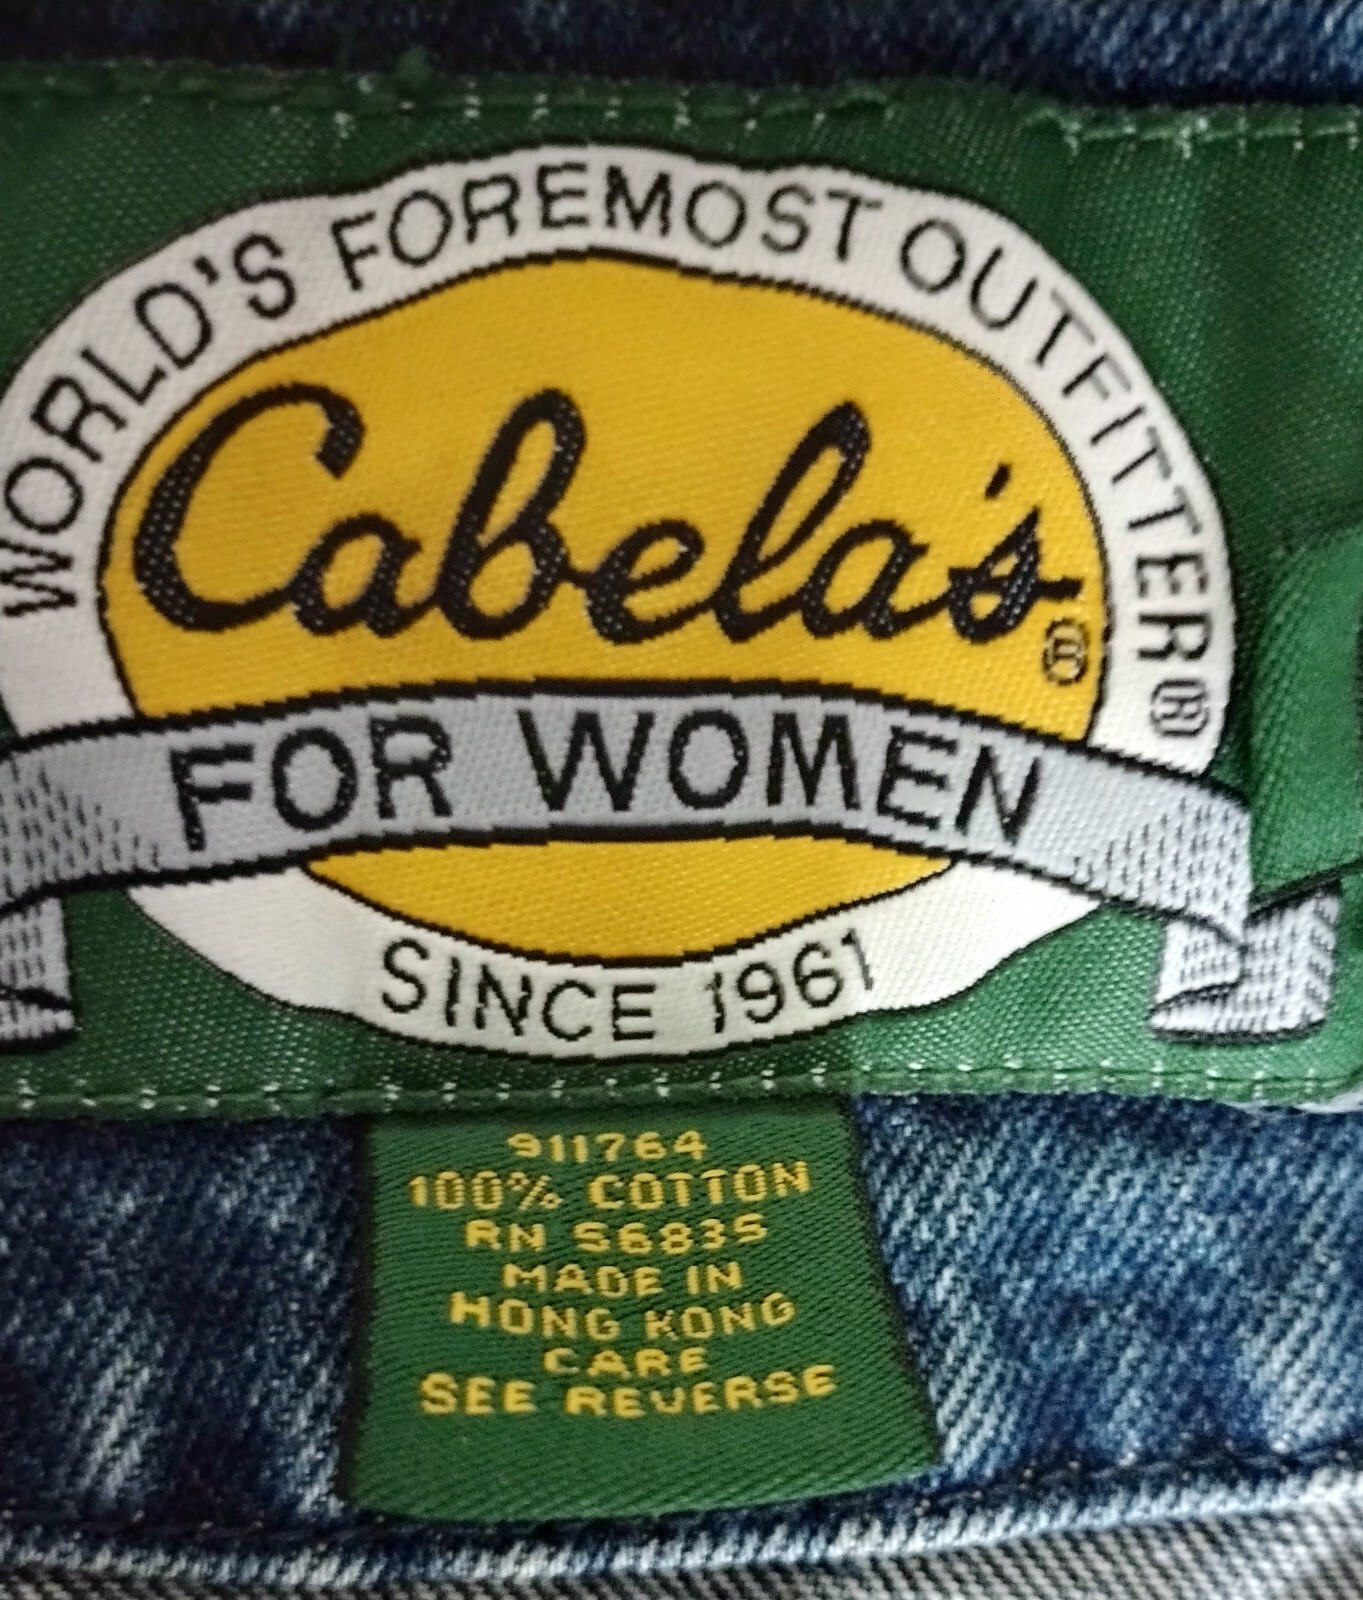 WORLD'S FOREMOST OUTFITTER®
Cabela's®
FOR WOMEN
SINCE 1961
911764
100% COTTON
RN 56835
MADE IN
HONG KONG
CARE
SEE REVERSE